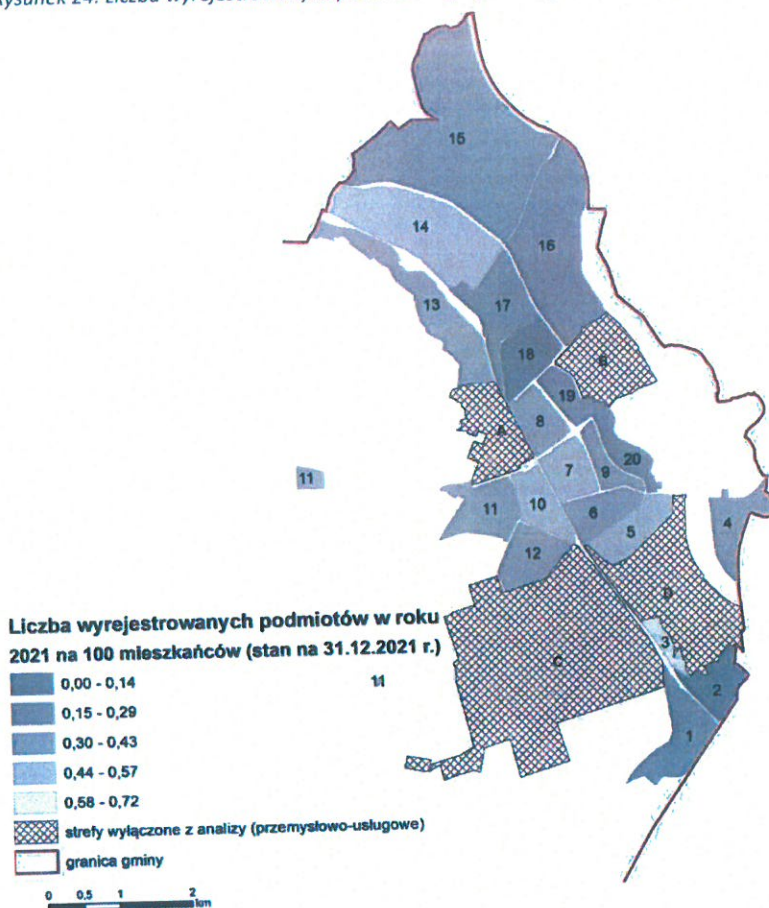 15
14
16
13
17
18
B
19
A
8
20
7
9
11
10
11
6
5
4
12
D
3
C
2
1
Liczba wyrejestrowanych podmiotów w roku
2021 na 100 mieszkańców (stan na 31.12.2021 r.)
11
0,00 - 0,14
0,15 - 0,29
0,30 - 0,43
0,44 - 0,57
0,58 - 0,72
strefy wyłączone z analizy (przemysłowo-usługowe)
granica gminy
0 0,5 1 2
km